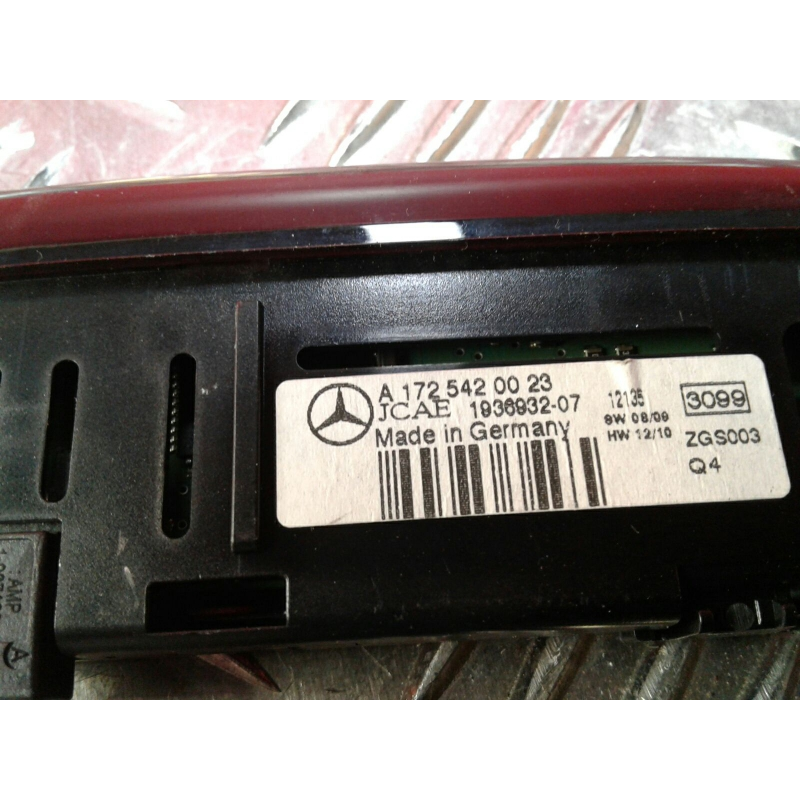 A 172 542 00 23
JCAE 1936932-07
Made in Germany
12135
SW 08/09
HW 12/10
3099
ZGS003
Q4
AMP